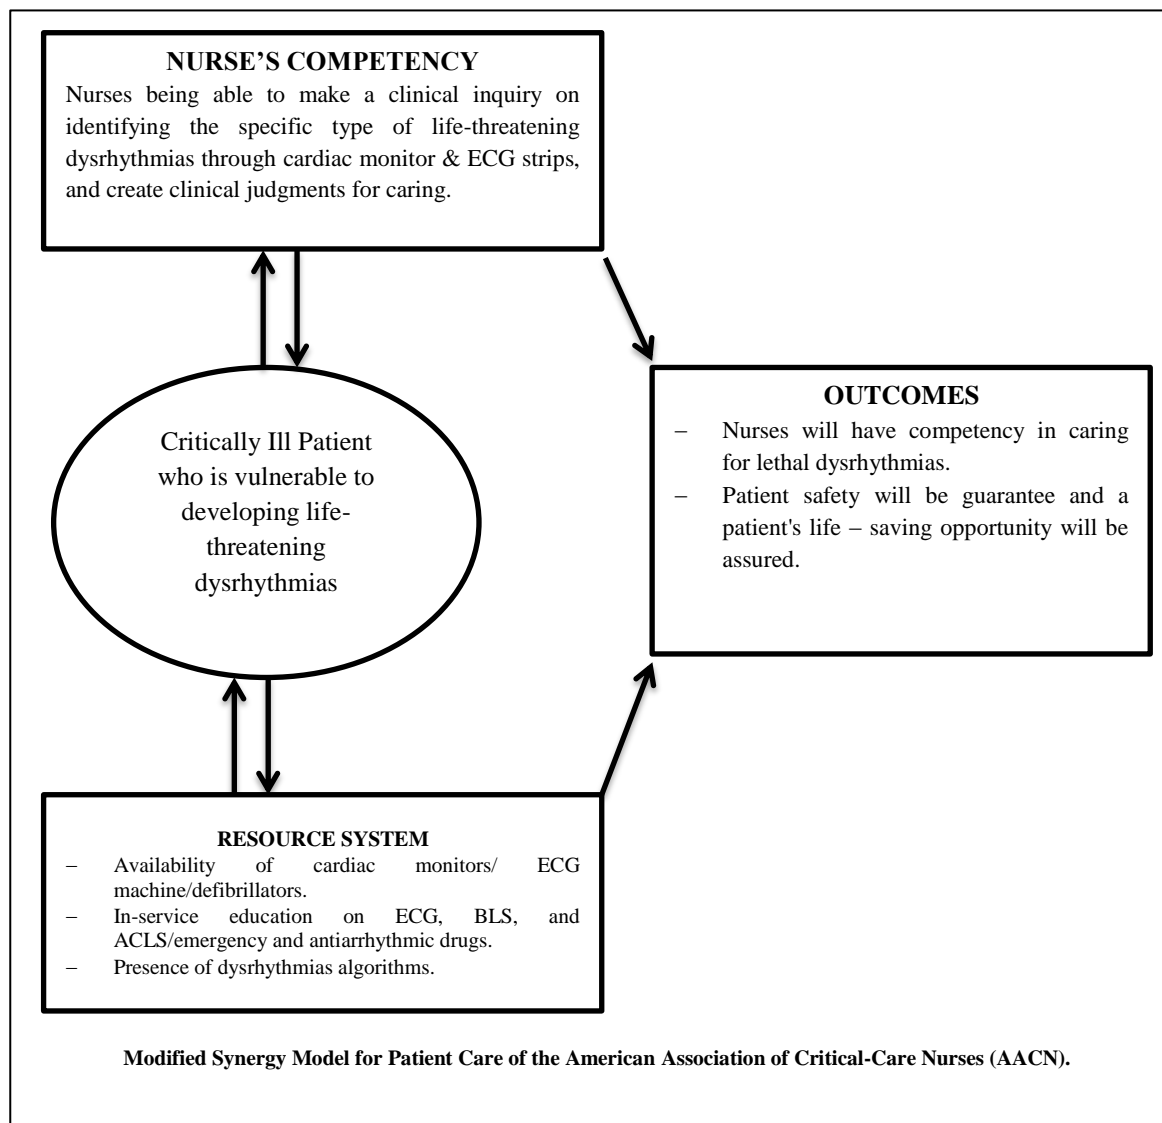 NURSE’S COMPETENCY
Nurses being able to make a clinical inquiry on
identifying the specific type of life-threatening
dysrhythmias through cardiac monitor & ECG strips,
and create clinical judgments for caring.
Critically Ill Patient
who is vulnerable to
developing life-
threatening
dysrhythmias
OUTCOMES
– Nurses will have competency in caring
for lethal dysrhythmias.
– Patient safety will be guarantee and a
patient's life – saving opportunity will be
assured.
RESOURCE SYSTEM
– Availability of cardiac monitors/ ECG
machine/defibrillators.
– In-service education on ECG, BLS, and
ACLS/emergency and antiarrhythmic drugs.
– Presence of dysrhythmias algorithms.
Modified Synergy Model for Patient Care of the American Association of Critical-Care Nurses (AACN).